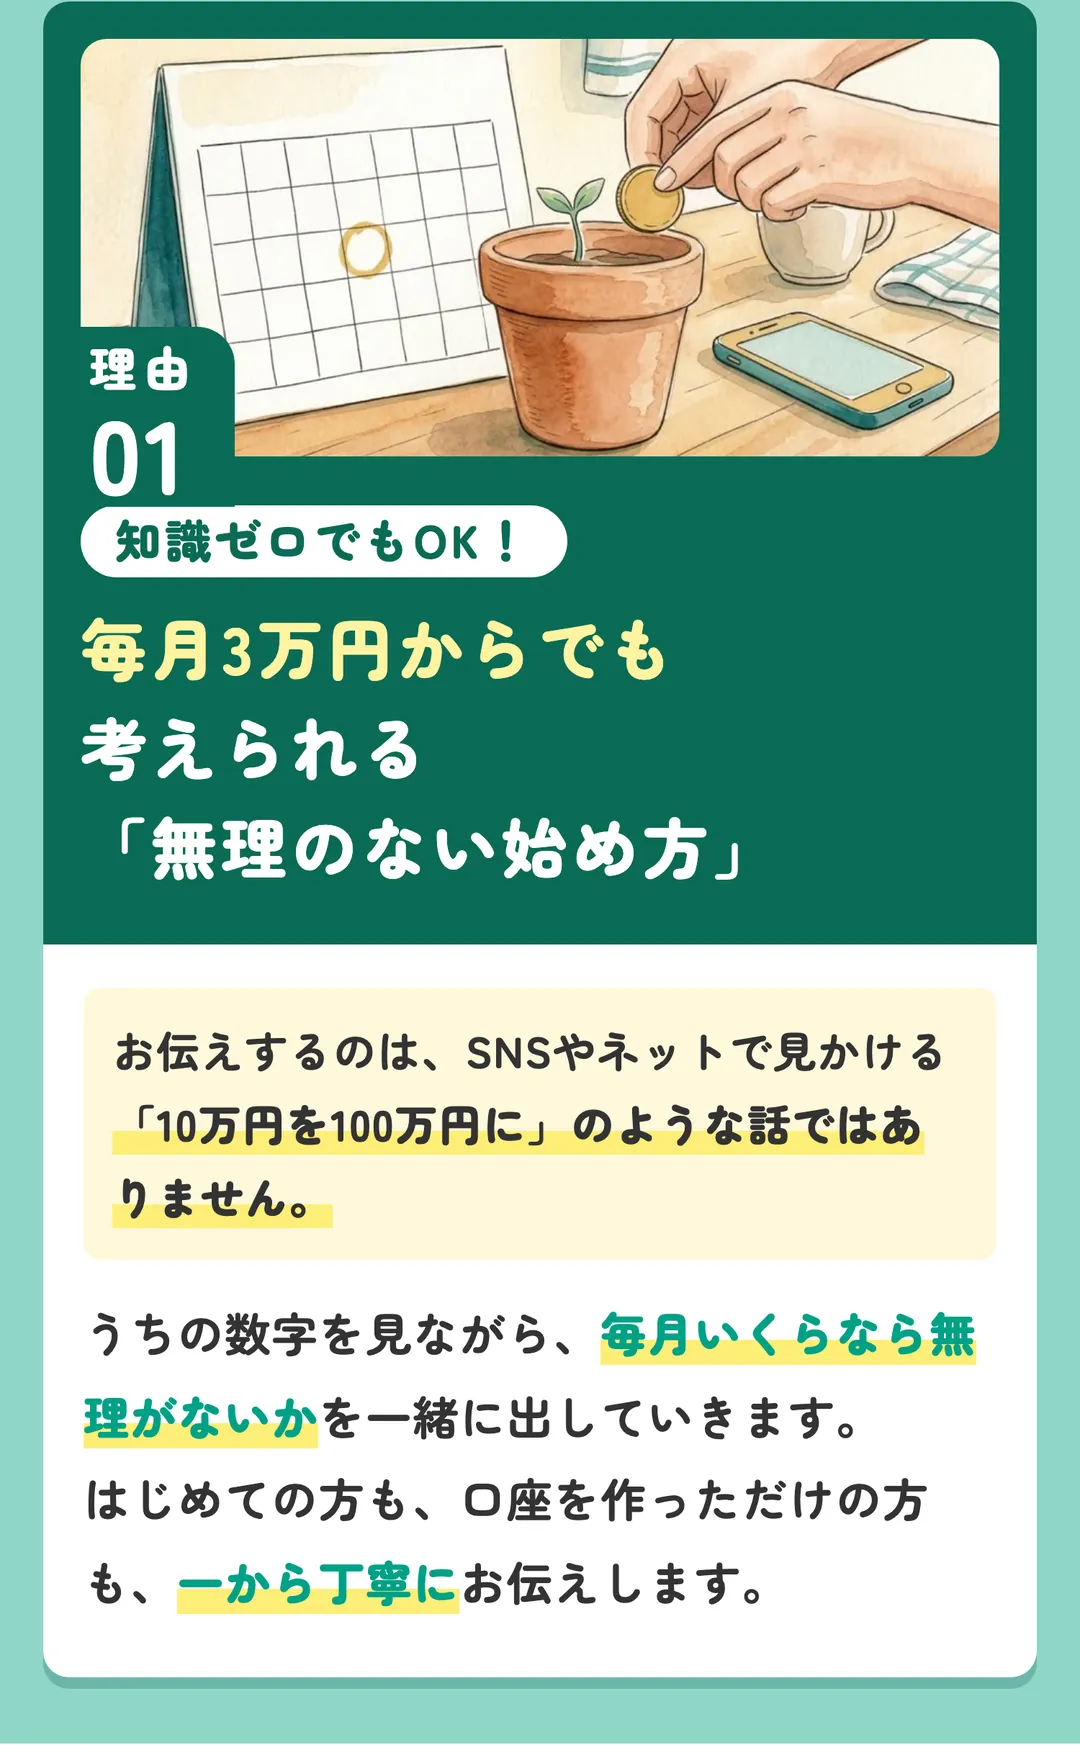 理由
01
知識ゼロでもOK！
毎月3万円からでも
考えられる
「無理のない始め方」
お伝えするのは、SNSやネットで見かける
「10万円を100万円に」のような話ではあ
りません。
うちの数字を見ながら、毎月いくらなら無
理がないかを一緒に出していきます。
はじめての方も、口座を作っただけの方
も、一から丁寧にお伝えします。